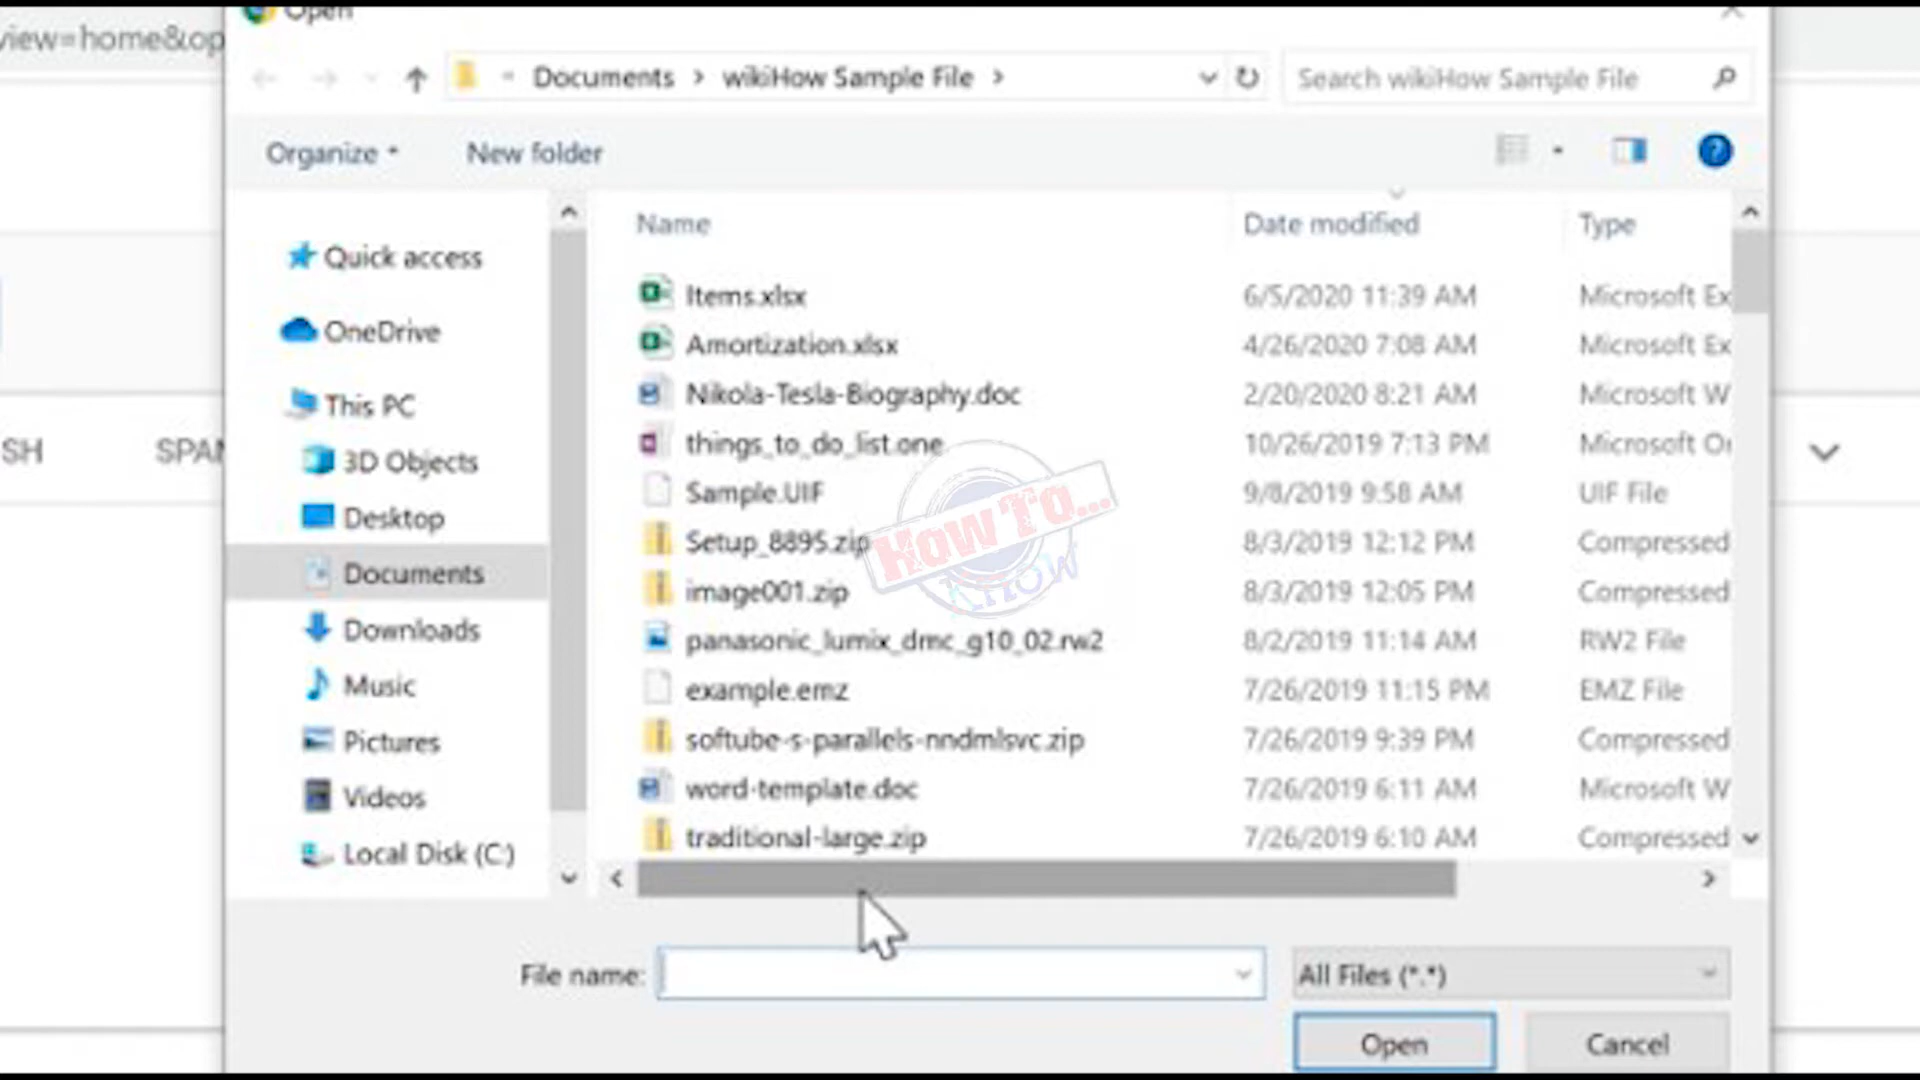 Open
view=home&op
Documents > wikiHow Sample File >
Search wikiHow Sample File
Organize
New folder
Name
Date modified
Type
Quick access
OneDrive
This PC
3D Objects
Desktop
Documents
Downloads
Music
Pictures
Videos
Local Disk (C:)
Items.xlsx 6/5/2020 11:39 AM Microsoft Ex
Amortization.xlsx 4/26/2020 7:08 AM Microsoft Ex
Nikola-Tesla-Biography.doc 2/20/2020 8:21 AM Microsoft W
things_to_do_list.one 10/26/2019 7:13 PM Microsoft On
Sample.UIF 9/8/2019 9:58 AM UIF File
Setup_8895.zip 8/3/2019 12:12 PM Compressed
image001.zip 8/3/2019 12:05 PM Compressed
panasonic_lumix_dmc_g10_02.rw2 8/2/2019 11:14 AM RW2 File
example.emz 7/26/2019 11:15 PM EMZ File
softube-s-parallels-nndmlsvc.zip 7/26/2019 9:39 PM Compressed
word-template.doc 7/26/2019 6:11 AM Microsoft W
traditional-large.zip 7/26/2019 6:10 AM Compressed
SH
SPAN
HOW TO...
KNOW
File name:
All Files (*.*)
Open
Cancel